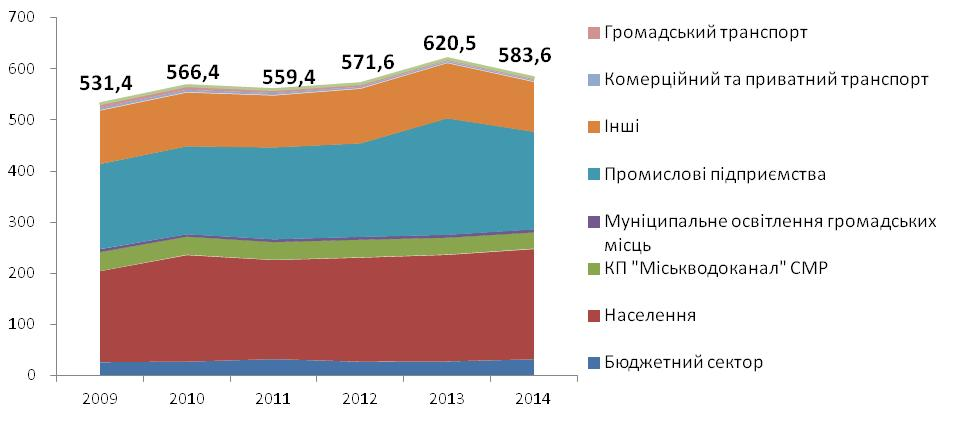 700
600
500
400
300
200
100
0
531,4
566,4
559,4
571,6
620,5
583,6
2009
2010
2011
2012
2013
2014
Громадський транспорт
Комерційний та приватний транспорт
Інші
Промислові підприємства
Муніципальне освітлення громадських
місць
КП "Міськводоканал" СМР
Населення
Бюджетний сектор